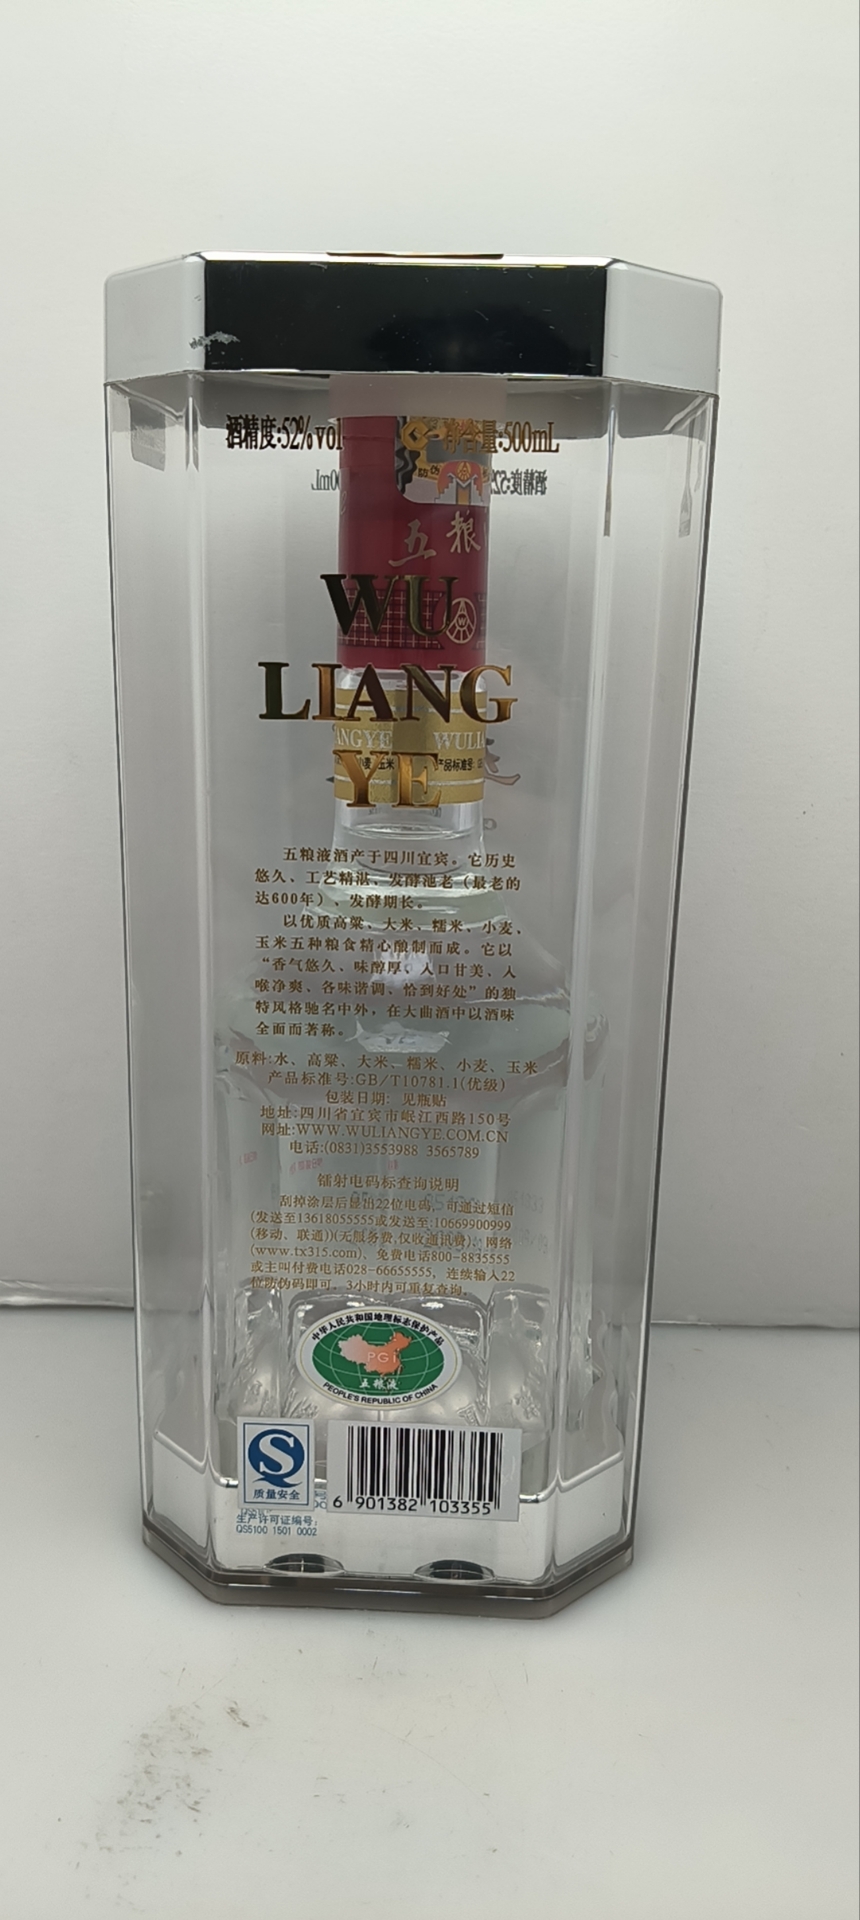 酒精度:52%vol 净含量:500mL
五 粮
WU
LIANG
YE
ANGYE WULI
小麦 玉米 产品标准号:
五粮液酒产于四川宜宾。它历史
悠久、工艺精湛、发酵池老（最老的
达600年）、发酵期长。
以优质高粱、大米、糯米、小麦、
玉米五种粮食精心酿制而成。它以
“香气悠久、味醇厚、入口甘美、入
喉净爽、各味谐调、恰到好处”的独
特风格驰名中外，在大曲酒中以酒味
全面而著称。
原料:水、高粱、大米、糯米、小麦、玉米
产品标准号:GB/T10781.1(优级)
包装日期: 见瓶贴
地址:四川省宜宾市岷江西路150号
网址:WWW.WULIANGYE.COM.CN
电话:(0831)3553988 3565789
镭射电码标查询说明
刮掉涂层后显出22位电码，可通过短信
(发送至13618055555或发送至:10669900999
(移动、联通))(无服务费,仅收通讯费)、网络
(www.tx315.com)、免费电话800-8835555
或主叫付费电话028-66655555，连续输入22
位防伪码即可，3小时内可重复查询。
中华人民共和国地理标志保护产品
PGI
五粮液
PEOPLE'S REPUBLIC OF CHINA
质量安全
6 901382 103355
生产许可证编号:
QS5100 1501 0002